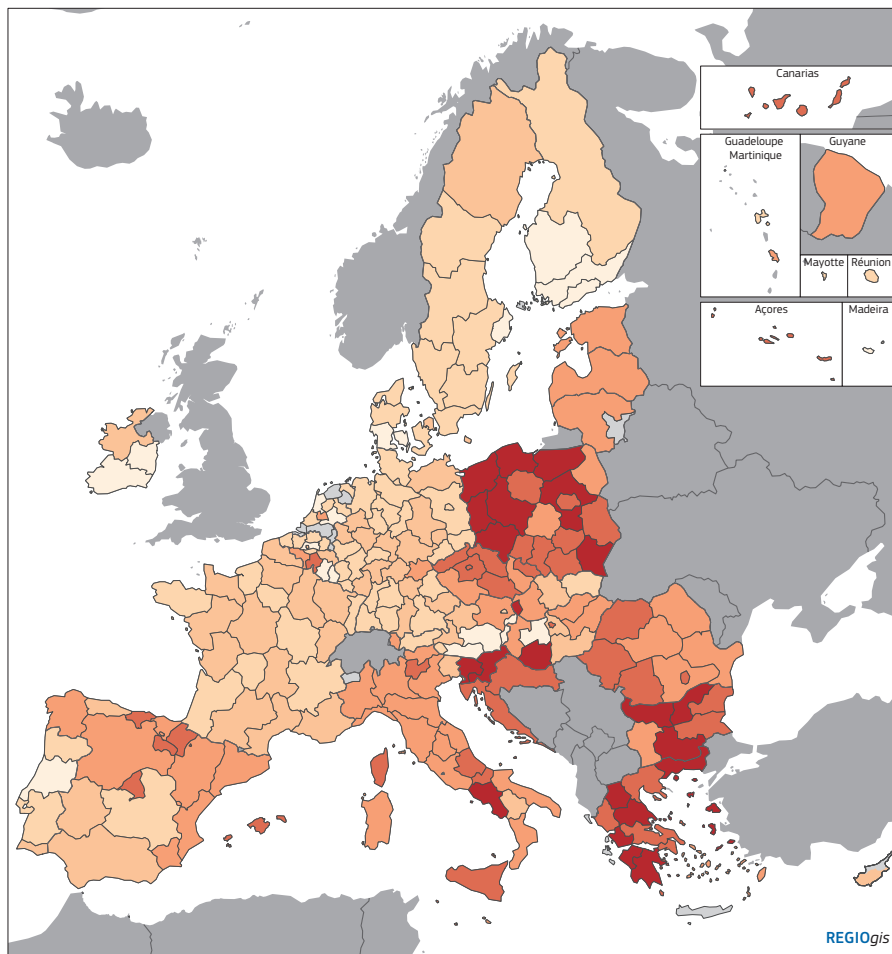 Canarias
Guadeloupe
Martinique
Guyane
Mayotte
Réunion
Açores
Madeira
REGIOgis